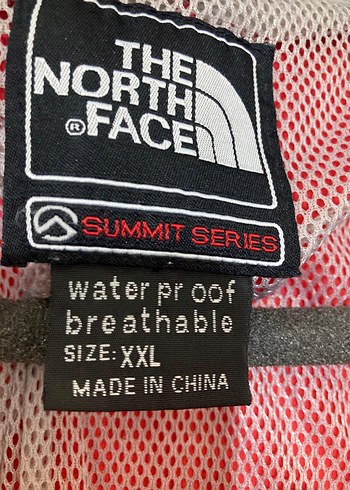 THE
NORTH
® FACE
SUMMIT SERIES
water pr oof
breathable
SIZE: XXL
MADE IN CHINA